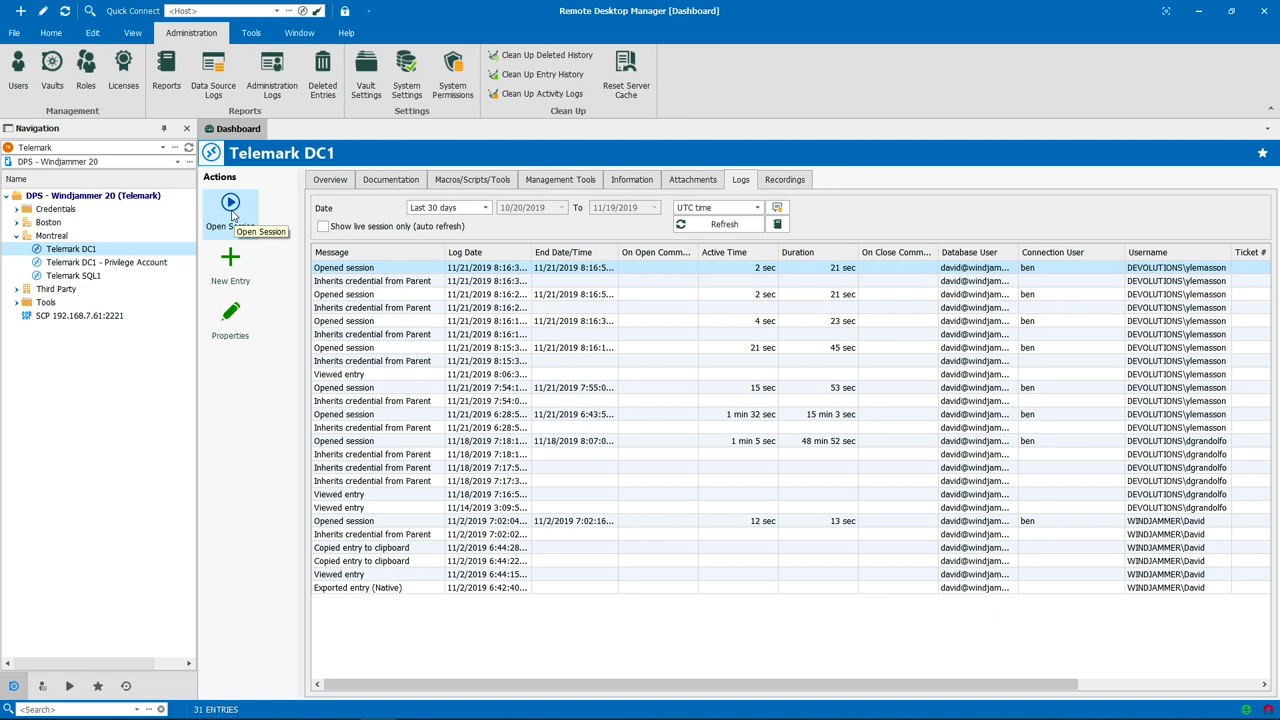 Quick Connect <Host>
Remote Desktop Manager [Dashboard]
File Home Edit View Administration Tools Window Help
Users Vaults Roles Licenses
Management
Reports Data Source Logs Administration Logs Deleted Entries
Reports
Vault Settings System Settings System Permissions
Settings
Clean Up Deleted History
Clean Up Entry History
Clean Up Activity Logs
Reset Server Cache
Clean Up
Navigation
Telemark
DPS - Windjammer 20
Name
DPS - Windjammer 20 (Telemark)
Credentials
Boston
Montreal
Telemark DC1
Telemark DC1 - Privilege Account
Telemark SQL1
Third Party
Tools
SCP 192.168.7.61:2221
Dashboard
Telemark DC1
Actions
Open Session
New Entry
Properties
Overview Documentation Macros/Scripts/Tools Management Tools Information Attachments Logs Recordings
Date Last 30 days 10/20/2019 To 11/19/2019 UTC time
Show live session only (auto refresh) Refresh
Message Log Date End Date/Time On Open Comm... Active Time Duration On Close Comm... Database User Connection User Username Ticket #
Opened session 11/21/2019 8:16:3... 11/21/2019 8:16:5... 2 sec 21 sec david@windjam... ben DEVOLUTIONS\ylemasson
Inherits credential from Parent 11/21/2019 8:16:3... david@windjam... DEVOLUTIONS\ylemasson
Opened session 11/21/2019 8:16:2... 11/21/2019 8:16:5... 2 sec 21 sec david@windjam... ben DEVOLUTIONS\ylemasson
Inherits credential from Parent 11/21/2019 8:16:2... david@windjam... DEVOLUTIONS\ylemasson
Opened session 11/21/2019 8:16:1... 11/21/2019 8:16:3... 4 sec 23 sec david@windjam... ben DEVOLUTIONS\ylemasson
Inherits credential from Parent 11/21/2019 8:16:1... david@windjam... DEVOLUTIONS\ylemasson
Opened session 11/21/2019 8:15:3... 11/21/2019 8:16:1... 21 sec 45 sec david@windjam... ben DEVOLUTIONS\ylemasson
Inherits credential from Parent 11/21/2019 8:15:3... david@windjam... DEVOLUTIONS\ylemasson
Viewed entry 11/21/2019 8:06:3... david@windjam... DEVOLUTIONS\ylemasson
Opened session 11/21/2019 7:54:1... 11/21/2019 7:55:0... 15 sec 53 sec david@windjam... ben DEVOLUTIONS\ylemasson
Inherits credential from Parent 11/21/2019 7:54:0... david@windjam... DEVOLUTIONS\ylemasson
Opened session 11/21/2019 6:28:5... 11/21/2019 6:43:5... 1 min 32 sec 15 min 3 sec david@windjam... ben DEVOLUTIONS\ylemasson
Inherits credential from Parent 11/21/2019 6:28:5... david@windjam... DEVOLUTIONS\ylemasson
Opened session 11/18/2019 7:18:1... 11/18/2019 8:07:0... 1 min 5 sec 48 min 52 sec david@windjam... ben DEVOLUTIONS\dgrandolfo
Inherits credential from Parent 11/18/2019 7:18:1... david@windjam... DEVOLUTIONS\dgrandolfo
Inherits credential from Parent 11/18/2019 7:17:5... david@windjam... DEVOLUTIONS\dgrandolfo
Inherits credential from Parent 11/18/2019 7:17:3... david@windjam... DEVOLUTIONS\dgrandolfo
Viewed entry 11/18/2019 7:16:5... david@windjam... DEVOLUTIONS\dgrandolfo
Viewed entry 11/14/2019 3:09:5... david@windjam... DEVOLUTIONS\dgrandolfo
Opened session 11/2/2019 7:02:04... 11/2/2019 7:02:16... 12 sec 13 sec david@windjam... ben WINDJAMMER\David
Inherits credential from Parent 11/2/2019 7:02:02... david@windjam... WINDJAMMER\David
Copied entry to clipboard 11/2/2019 6:44:28... david@windjam... WINDJAMMER\David
Copied entry to clipboard 11/2/2019 6:44:22... david@windjam... WINDJAMMER\David
Viewed entry 11/2/2019 6:44:15... david@windjam... WINDJAMMER\David
Exported entry (Native) 11/2/2019 6:42:40... david@windjam... WINDJAMMER\David
<Search>
31 ENTRIES